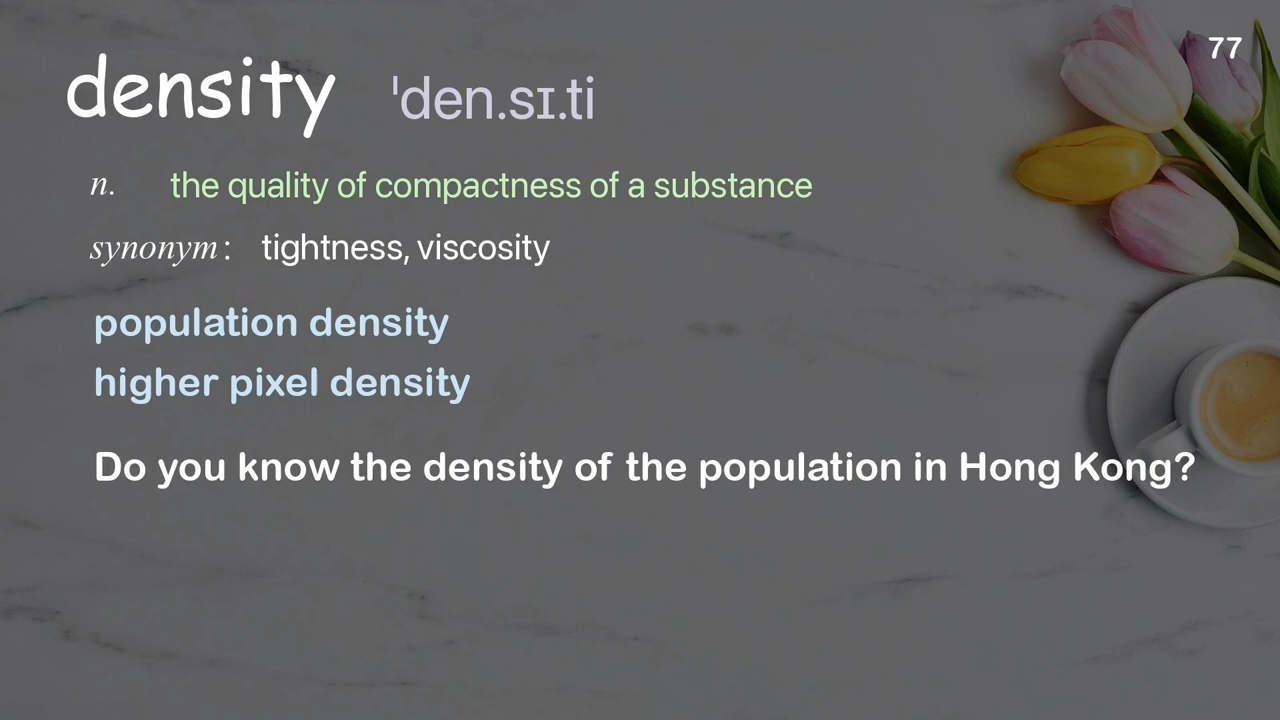 77
density ˈden.sɪ.ti
n. the quality of compactness of a substance
synonym: tightness, viscosity
population density
higher pixel density
Do you know the density of the population in Hong Kong?